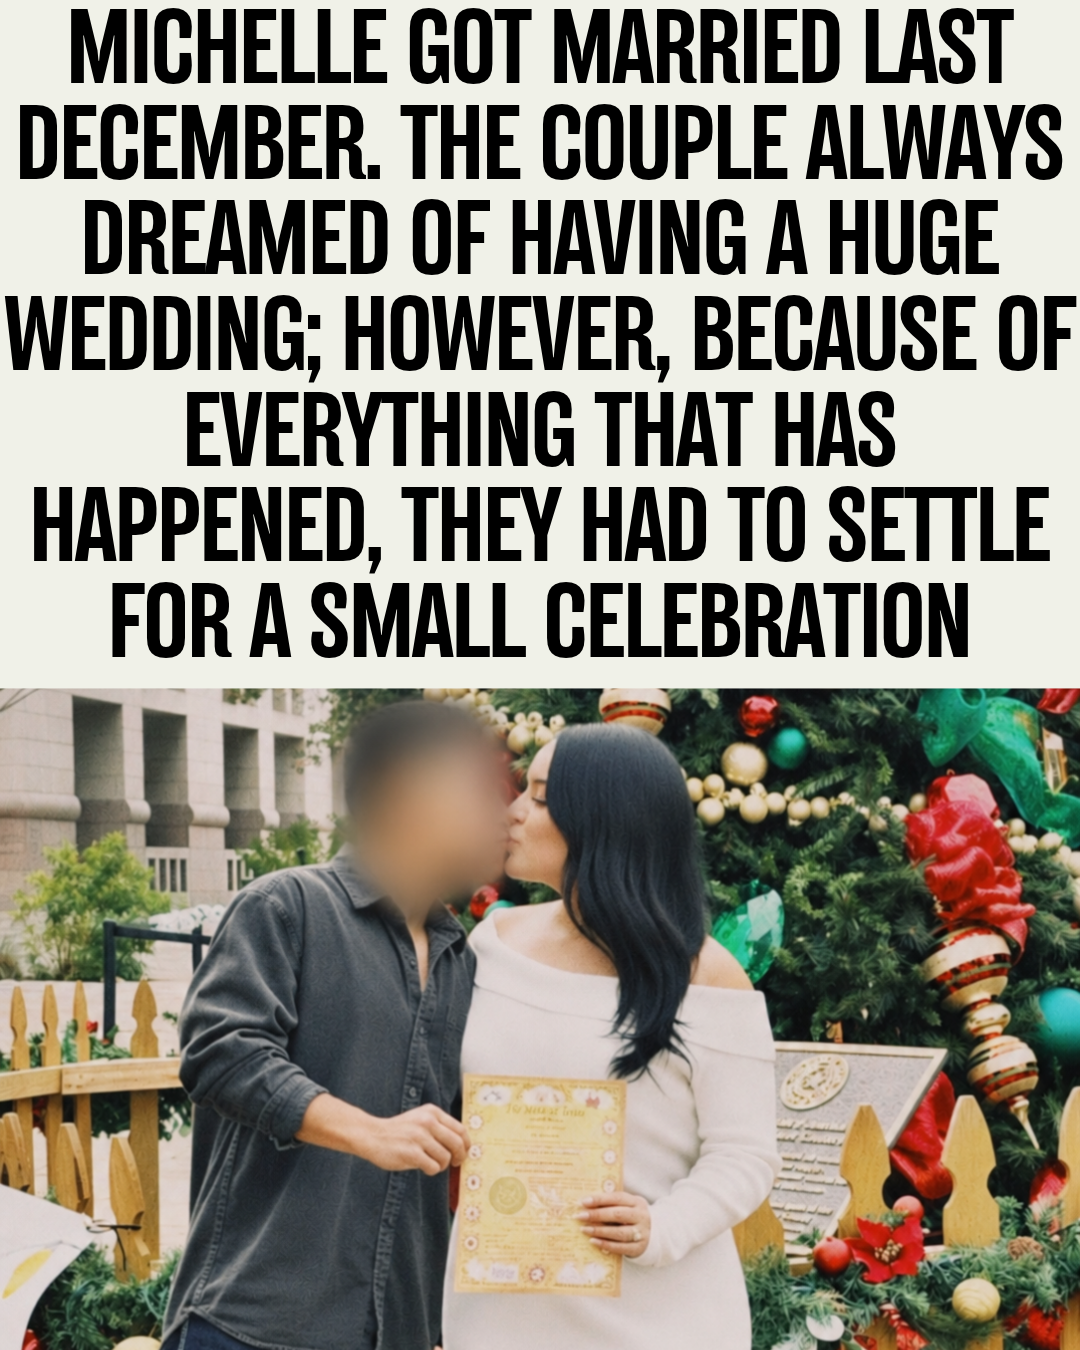 MICHELLE GOT MARRIED LAST
DECEMBER. THE COUPLE ALWAYS
DREAMED OF HAVING A HUGE
WEDDING; HOWEVER, BECAUSE OF
EVERYTHING THAT HAS
HAPPENED, THEY HAD TO SETTLE
FOR A SMALL CELEBRATION